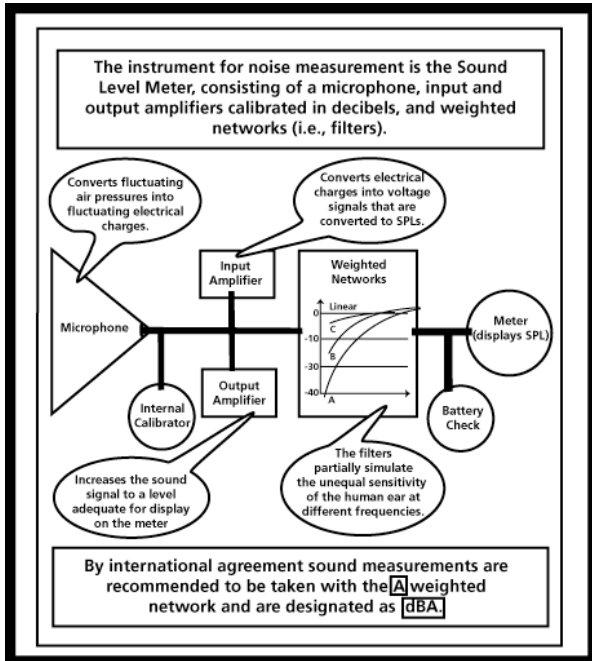 The instrument for noise measurement is the Sound
Level Meter, consisting of a microphone, input and
output amplifiers calibrated in decibels, and weighted
networks (i.e., filters).
Converts fluctuating
air pressures into
fluctuating electrical
charges.
Converts electrical
charges into voltage
signals that are
converted to SPLs.
Input
Amplifier
Weighted
Networks
Linear
0
C
-10
B
-30
-40
A
Microphone
Meter
(displays SPL)
Internal
Calibrator
Output
Amplifier
Battery
Check
Increases the sound
signal to a level
adequate for display
on the meter
The filters
partially simulate
the unequal sensitivity
of the human ear at
different frequencies.
By international agreement sound measurements are
recommended to be taken with the A weighted
network and are designated as dBA.